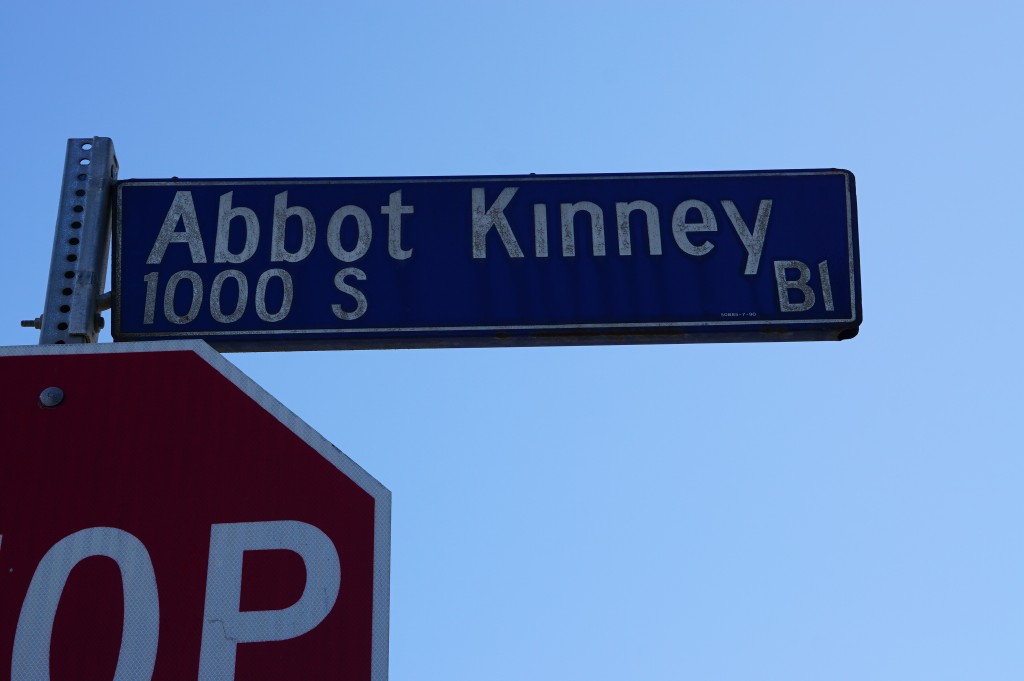 Abbot Kinney
1000 S Bl
OP